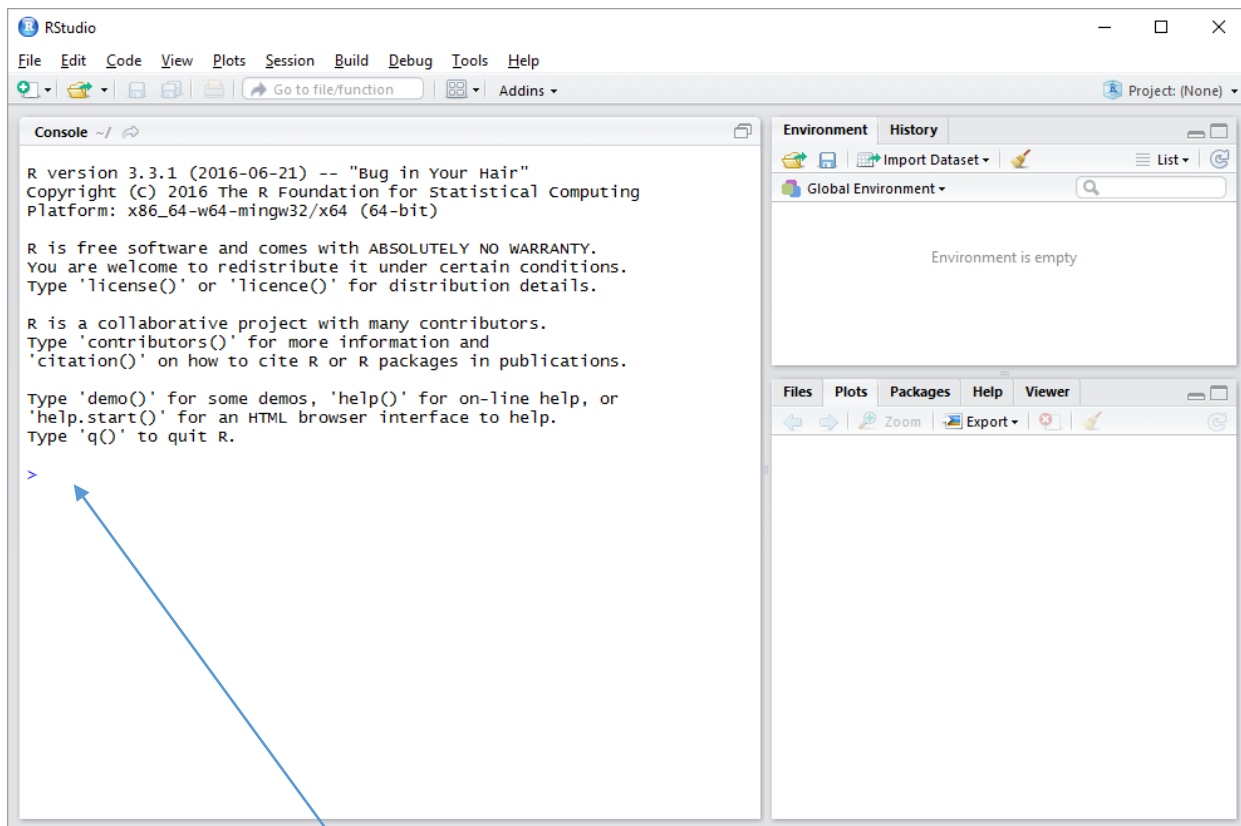 RStudio
File Edit Code View Plots Session Build Debug Tools Help
Go to file/function Addins Project: (None)
Console ~/
R version 3.3.1 (2016-06-21) -- "Bug in Your Hair"
Copyright (C) 2016 The R Foundation for Statistical Computing
Platform: x86_64-w64-mingw32/x64 (64-bit)
R is free software and comes with ABSOLUTELY NO WARRANTY.
You are welcome to redistribute it under certain conditions.
Type 'license()' or 'licence()' for distribution details.
R is a collaborative project with many contributors.
Type 'contributors()' for more information and
'citation()' on how to cite R or R packages in publications.
Type 'demo()' for some demos, 'help()' for on-line help, or
'help.start()' for an HTML browser interface to help.
Type 'q()' to quit R.
>
Environment History
Import Dataset List
Global Environment
Environment is empty
Files Plots Packages Help Viewer
Zoom Export